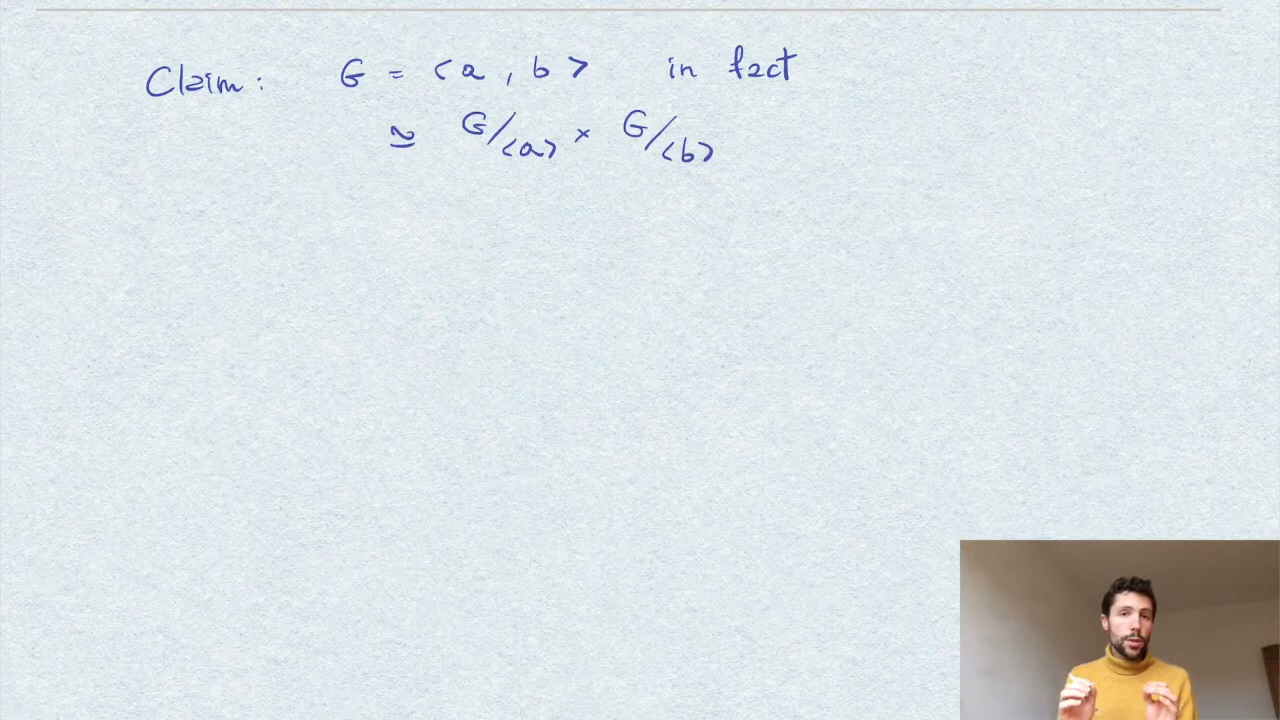 Claim: G = <a, b> in fact
≃ G/<a> × G/<b>